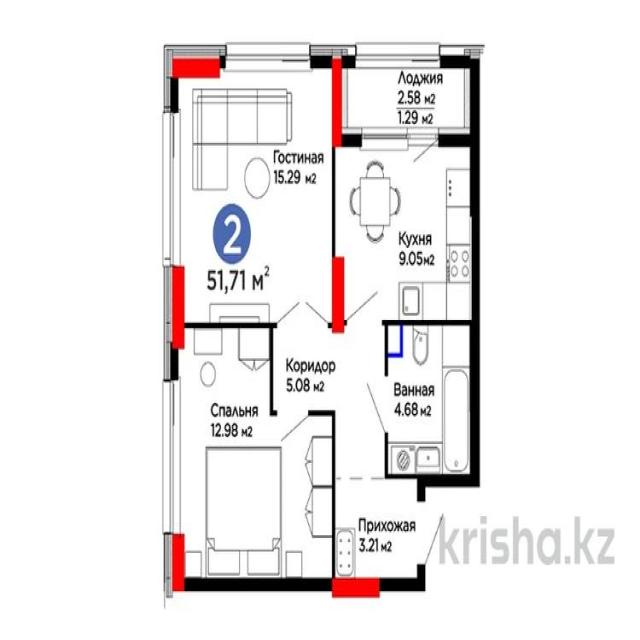 Лоджия
2.58 м2
1.29 м2
Гостиная
15.29 м2
2
51,71 м2
Кухня
9.05м2
Коридор
5.08 м2
Ванная
4.68 м2
Спальня
12.98 м2
Прихожая
3.21 м2
krisha.kz